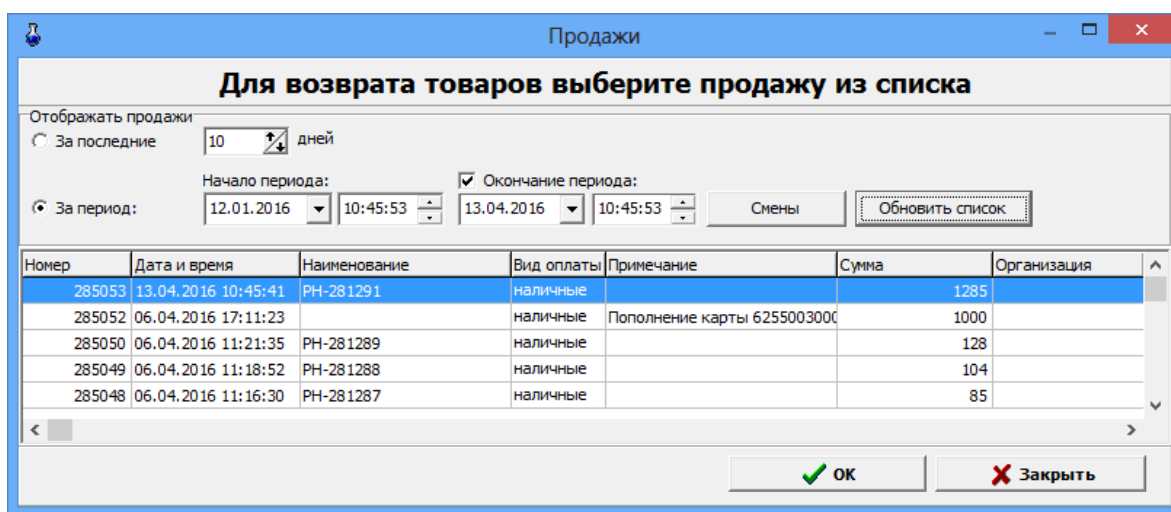 Продажи
Для возврата товаров выберите продажу из списка
Отображать продажи
За последние 10 дней
Начало периода: Окончание периода:
За период: 12.01.2016 10:45:53 13.04.2016 10:45:53 Смены Обновить список
Номер Дата и время Наименование Вид оплаты Примечание Сумма Организация
285053 13.04.2016 10:45:41 РН-281291 наличные 1285
285052 06.04.2016 17:11:23 наличные Пополнение карты 6255003000 1000
285050 06.04.2016 11:21:35 РН-281289 наличные 128
285049 06.04.2016 11:18:52 РН-281288 наличные 104
285048 06.04.2016 11:16:30 РН-281287 наличные 85
ОК Закрыть